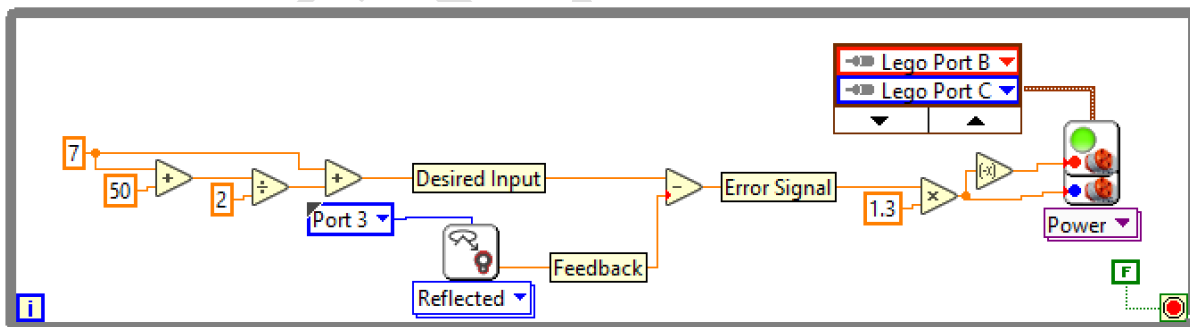 Lego Port B
Lego Port C
7
50
+
2
÷
+
Desired Input
Port 3
Reflected
Feedback
-
Error Signal
1.3
×
(-x)
Power
F
i